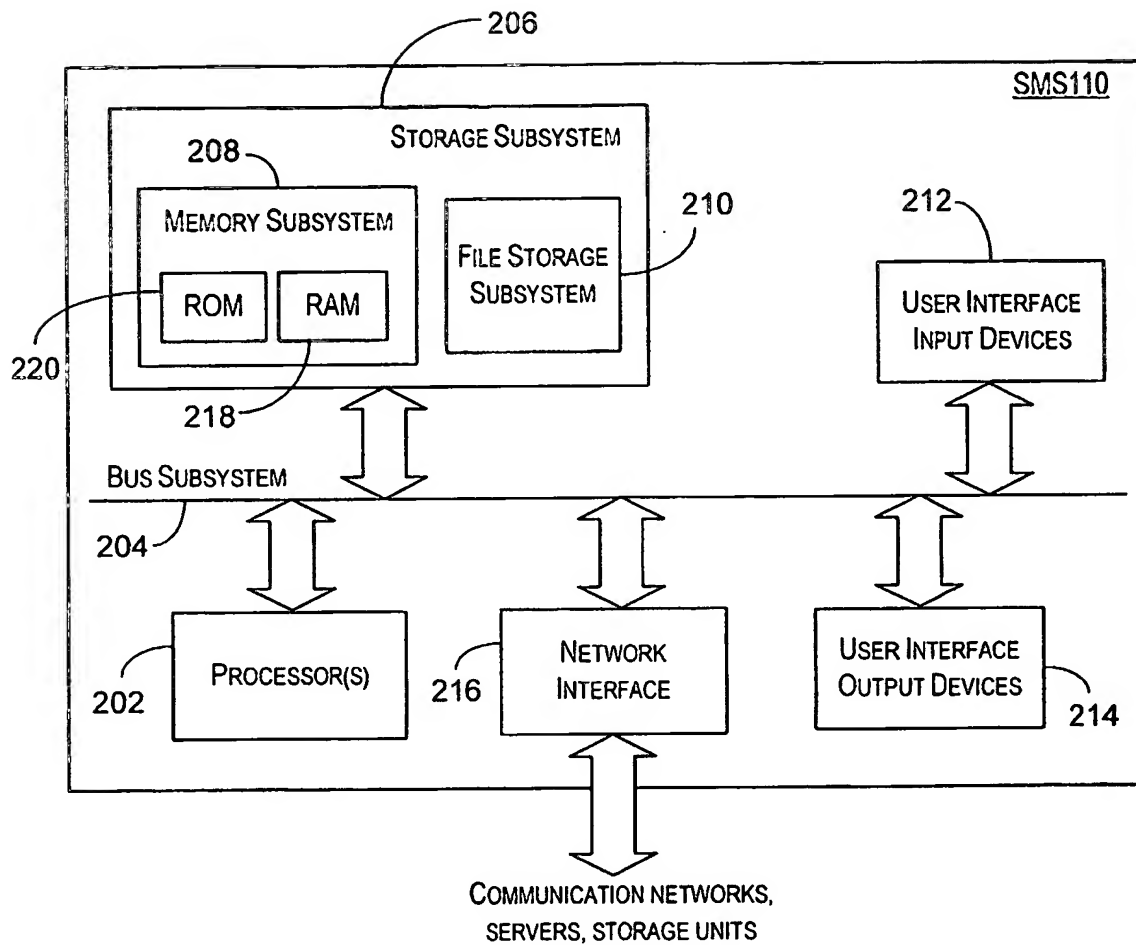 206
SMS110
STORAGE SUBSYSTEM
208
MEMORY SUBSYSTEM
ROM
RAM
FILE STORAGE
SUBSYSTEM
210
212
USER INTERFACE
INPUT DEVICES
220
218
BUS SUBSYSTEM
204
PROCESSOR(S)
202
NETWORK
INTERFACE
216
USER INTERFACE
OUTPUT DEVICES
214
COMMUNICATION NETWORKS,
SERVERS, STORAGE UNITS